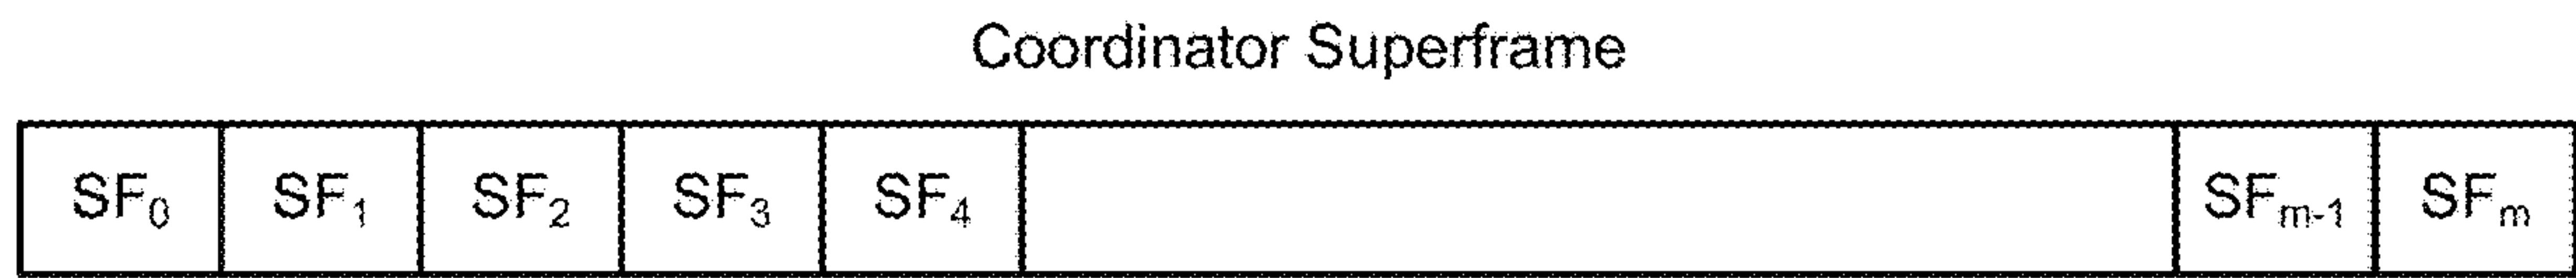 Coordinator Superframe
SF₀ SF₁ SF₂ SF₃ SF₄ SFₘ₋₁ SFₘ